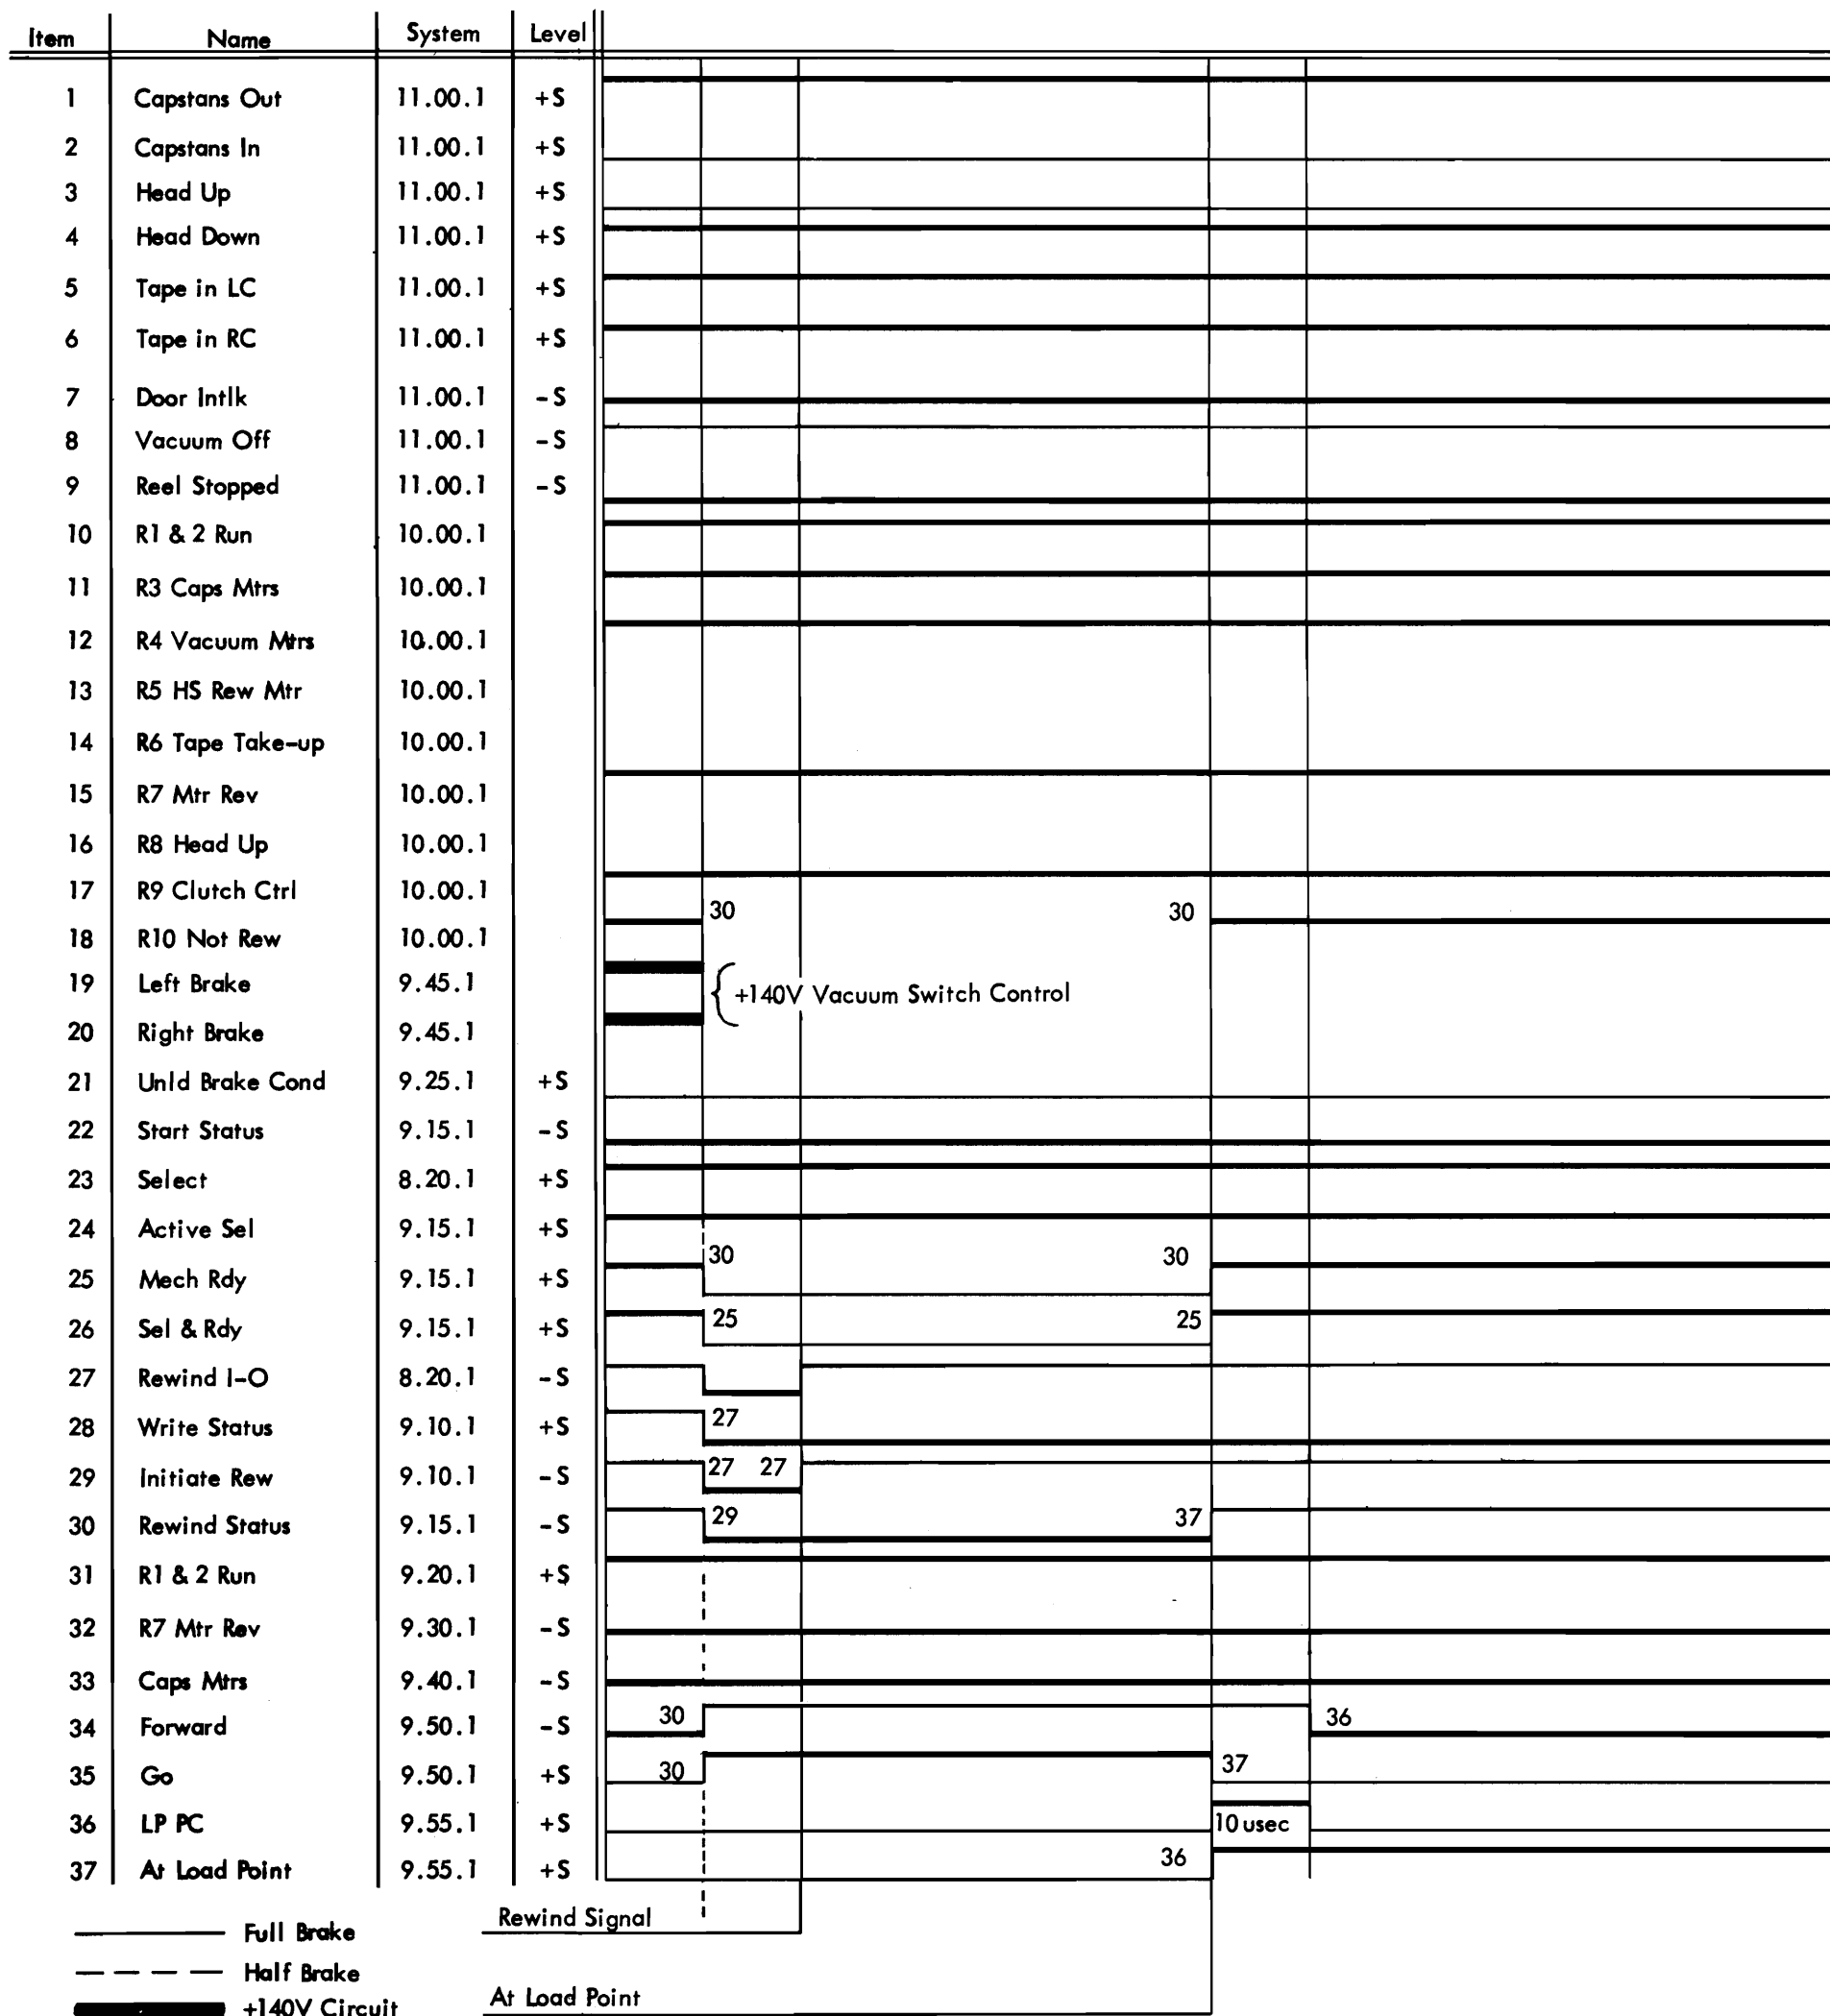 Item Name System Level
1 Capstans Out 11.00.1 +S
2 Capstans In 11.00.1 +S
3 Head Up 11.00.1 +S
4 Head Down 11.00.1 +S
5 Tape in LC 11.00.1 +S
6 Tape in RC 11.00.1 +S
7 Door Intlk 11.00.1 -S
8 Vacuum Off 11.00.1 -S
9 Reel Stopped 11.00.1 -S
10 R1 & 2 Run 10.00.1
11 R3 Caps Mtrs 10.00.1
12 R4 Vacuum Mtrs 10.00.1
13 R5 HS Rew Mtr 10.00.1
14 R6 Tape Take-up 10.00.1
15 R7 Mtr Rev 10.00.1
16 R8 Head Up 10.00.1
17 R9 Clutch Ctrl 10.00.1
30 30
18 R10 Not Rew 10.00.1
19 Left Brake 9.45.1
+140V Vacuum Switch Control
20 Right Brake 9.45.1
21 Unld Brake Cond 9.25.1 +S
22 Start Status 9.15.1 -S
23 Select 8.20.1 +S
24 Active Sel 9.15.1 +S
30 30
25 Mech Rdy 9.15.1 +S
26 Sel & Rdy 9.15.1 +S 25 25
27 Rewind I-O 8.20.1 -S
28 Write Status 9.10.1 +S 27
29 Initiate Rew 9.10.1 -S 27 27
30 Rewind Status 9.15.1 -S 29 37
31 R1 & 2 Run 9.20.1 +S
32 R7 Mtr Rev 9.30.1 -S
33 Caps Mtrs 9.40.1 -S
34 Forward 9.50.1 -S 30 36
35 Go 9.50.1 +S 30 37
36 LP PC 9.55.1 +S 10 usec
37 At Load Point 9.55.1 +S 36
Rewind Signal
Full Brake
Half Brake
At Load Point
+140V Circuit